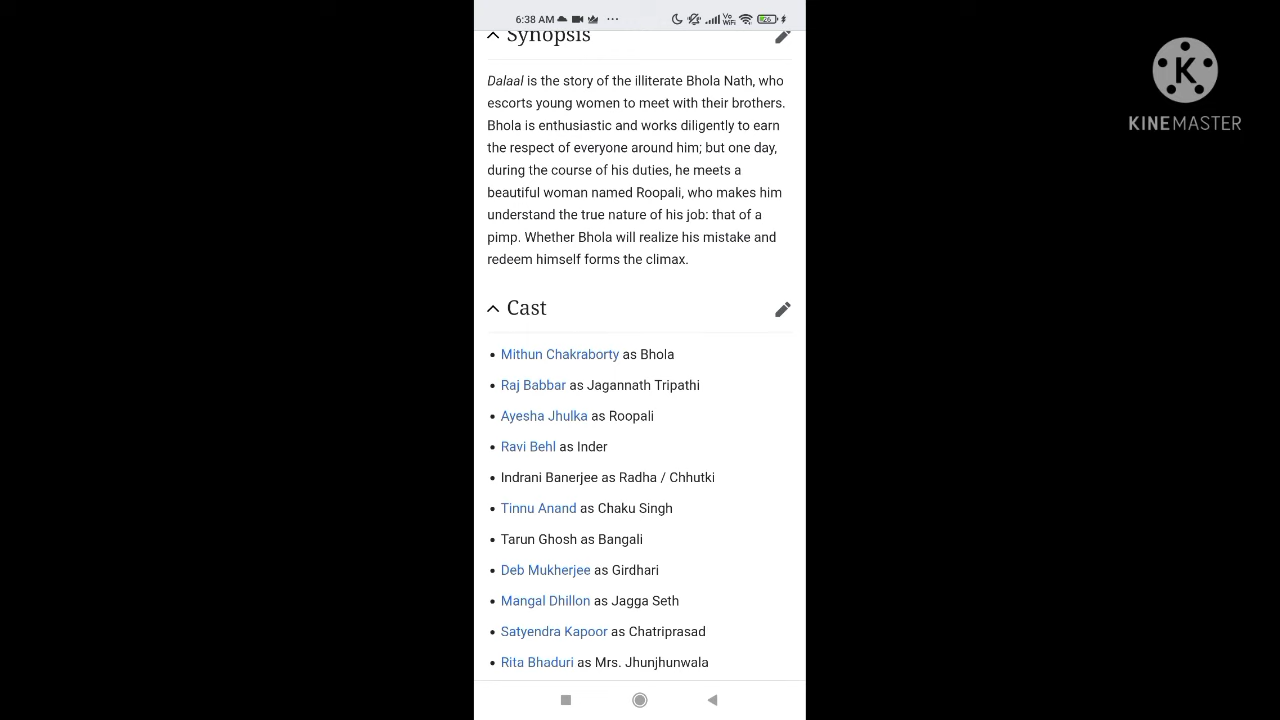 6:38 AM
Vo
WiFi
26
Synopsis
Dalaal is the story of the illiterate Bhola Nath, who
escorts young women to meet with their brothers.
Bhola is enthusiastic and works diligently to earn
the respect of everyone around him; but one day,
during the course of his duties, he meets a
beautiful woman named Roopali, who makes him
understand the true nature of his job: that of a
pimp. Whether Bhola will realize his mistake and
redeem himself forms the climax.
Cast
• Mithun Chakraborty as Bhola
• Raj Babbar as Jagannath Tripathi
• Ayesha Jhulka as Roopali
• Ravi Behl as Inder
• Indrani Banerjee as Radha / Chhutki
• Tinnu Anand as Chaku Singh
• Tarun Ghosh as Bangali
• Deb Mukherjee as Girdhari
• Mangal Dhillon as Jagga Seth
• Satyendra Kapoor as Chatriprasad
• Rita Bhaduri as Mrs. Jhunjhunwala
K
KINEMASTER